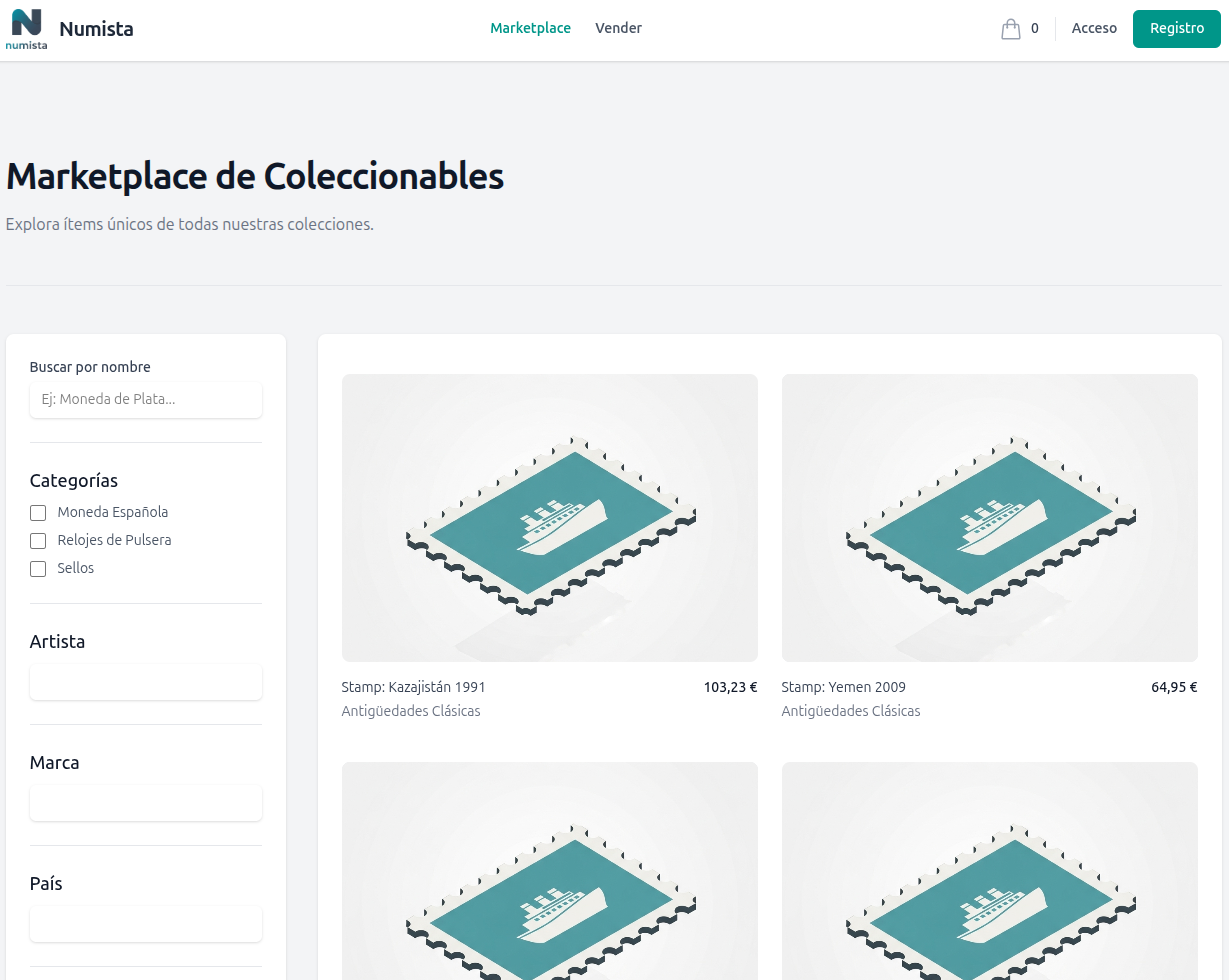 numista
Numista
Marketplace
Vender
0
Acceso
Registro
Marketplace de Coleccionables
Explora ítems únicos de todas nuestras colecciones.
Buscar por nombre
Ej: Moneda de Plata...
Categorías
Moneda Española
Relojes de Pulsera
Sellos
Artista
Marca
País
Stamp: Kazajistán 1991
103,23 €
Antigüedades Clásicas
Stamp: Yemen 2009
64,95 €
Antigüedades Clásicas